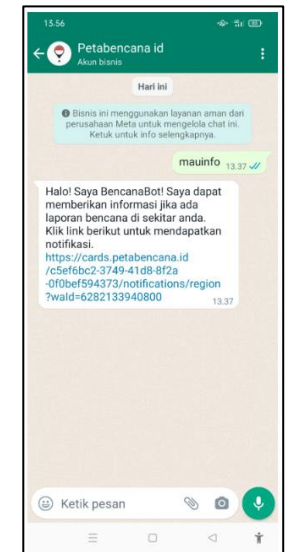 13.56
Petabencana id
Akun bisnis
Hari ini
Bisnis ini menggunakan layanan aman dari
perusahaan Meta untuk mengelola chat ini.
Ketuk untuk info selengkapnya.
mauinfo 13.37
Halo! Saya BencanaBot! Saya dapat
memberikan informasi jika ada
laporan bencana di sekitar anda.
Klik link berikut untuk mendapatkan
notifikasi.
https://cards.petabencana.id
/c5ef6bc2-3749-41d8-8f2a
-0f0bef594373/notifications/region
?waId=6282133940800 13.37
Ketik pesan